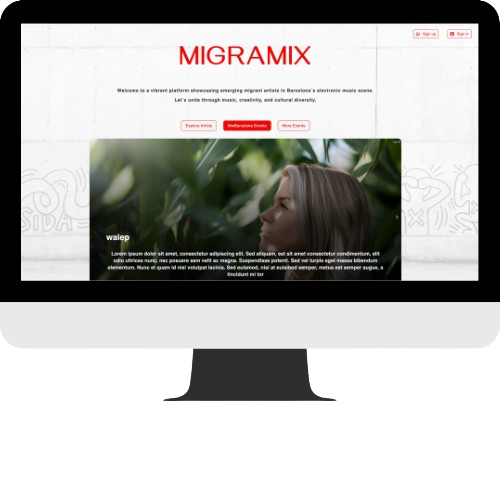 Sign up Sign in
MIGRAMIX
Welcome is a vibrant platform showcasing emerging migrant artists in Barcelona's electronic music scene.
Let's unite through music, creativity, and cultural diversity.
Explore Artists MixBarcelona Events More Events
SIDA
walep
Lorem ipsum dolor sit amet, consectetur adipiscing elit. Sed aliquam, est sit amet consectetur condimentum, elit
odio ultrices nunc, nec posuere sem velit ac magna. Suspendisse potenti. Sed vel turpis eget massa bibendum
elementum. Nunc et quam id nisl volutpat lacinia. Sed euismod, nisi at euismod semper, metus est semper augue, a
tincidunt mi tor